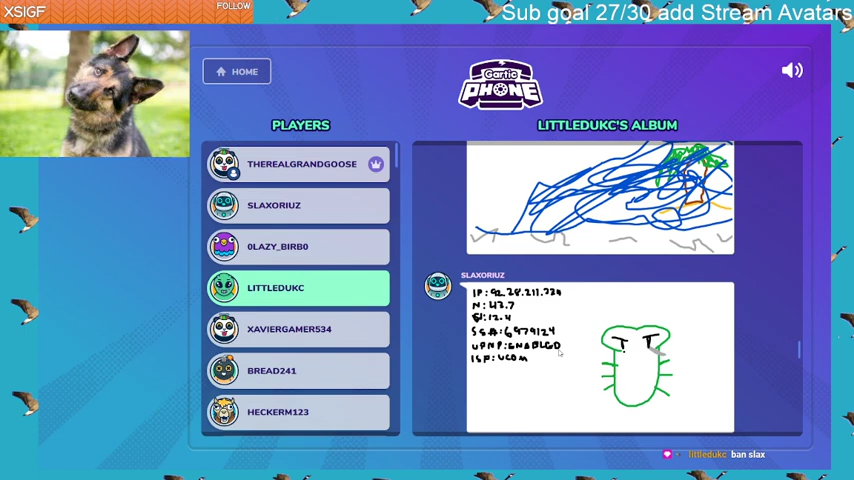 XSIGF
FOLLOW
Sub goal 27/30 add Stream Avatars
HOME
Gartic
PHONE
PLAYERS
THEREALGRANDGOOSE
SLAXORIUZ
0LAZY_BIRB0
LITTLEDUKC
XAVIERGAMER534
BREAD241
HECKERM123
LITTLEDUKC'S ALBUM
SLAXORIUZ
IP: 92.28.211.234
N: 43.7
12.4
SS#: 6979124
UPNP: ENABLED
ISP: UCOM
littledukc ban slax